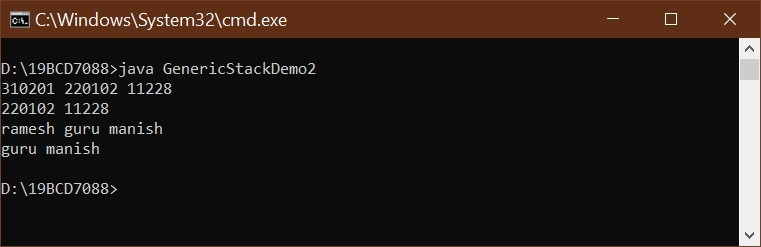 C:\Windows\System32\cmd.exe
D:\19BCD7088>java GenericStackDemo2
310201 220102 11228
220102 11228
ramesh guru manish
guru manish
D:\19BCD7088>